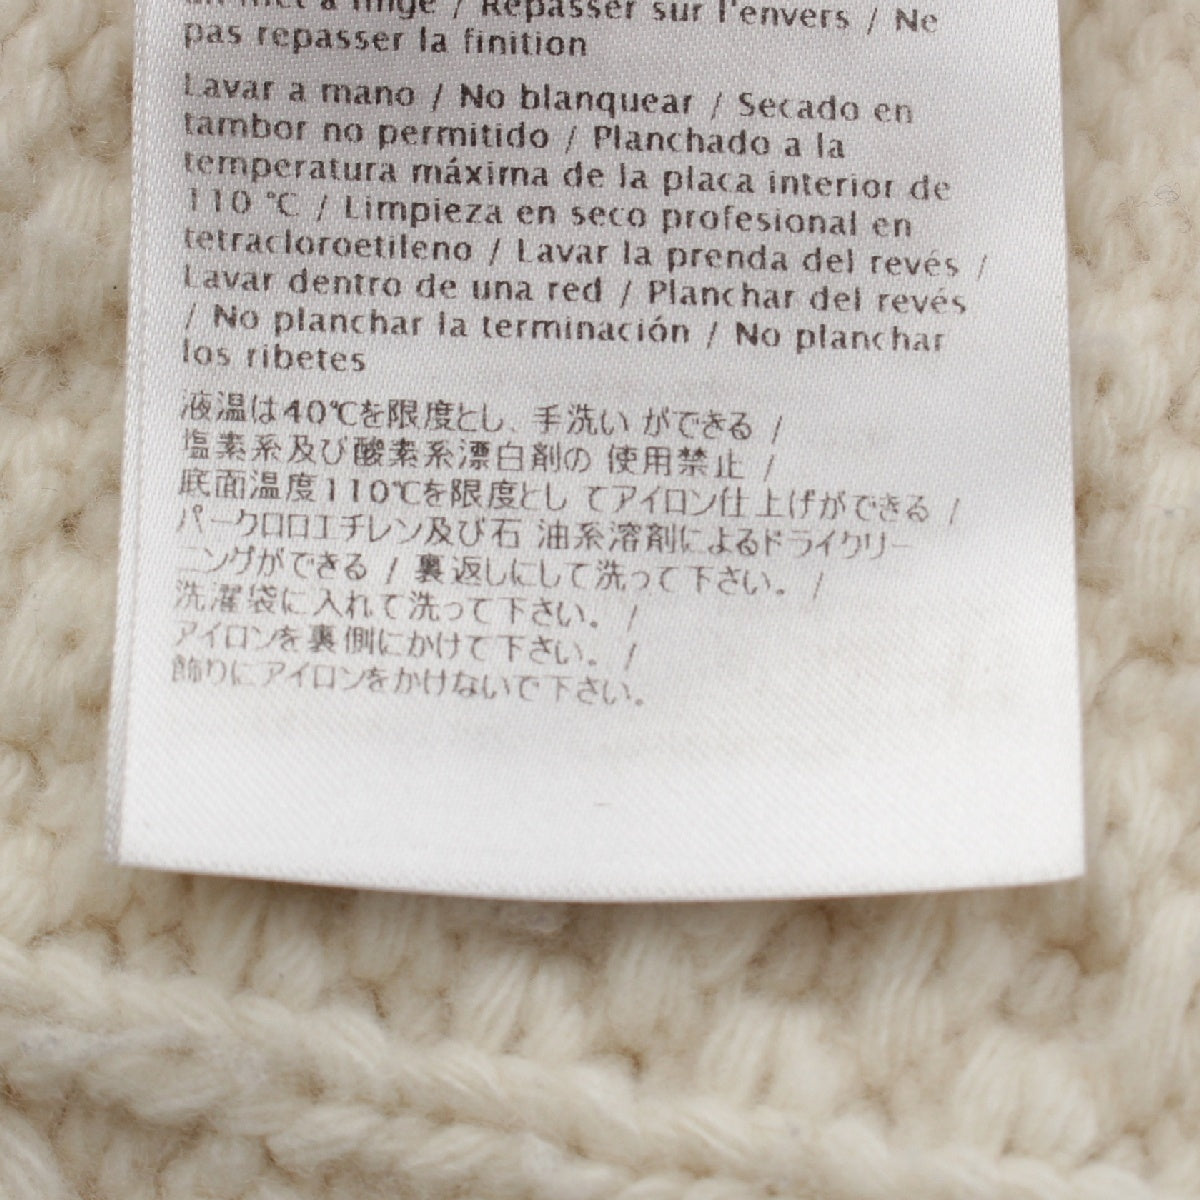 un filet à linge / Repasser sur l'envers / Ne
pas repasser la finition
Lavar a mano / No blanquear / Secado en
tambor no permitido / Planchado a la
temperatura máxima de la placa interior de
110 °C / Limpieza en seco profesional en
tetracloroetileno / Lavar la prenda del revés /
Lavar dentro de una red / Planchar del revés
/ No planchar la terminación / No planchar
los ribetes
液温は40℃を限度とし、手洗い ができる /
塩素系及び酸素系漂白剤の 使用禁止 /
底面温度110℃を限度とし てアイロン仕上げができる /
パークロロエチレン及び石 油系溶剤によるドライクリー
ニングができる / 裏返しにして洗って下さい。 /
洗濯袋に入れて洗って下さい。 /
アイロンを裏側にかけて下さい。 /
飾りにアイロンをかけないで下さい。